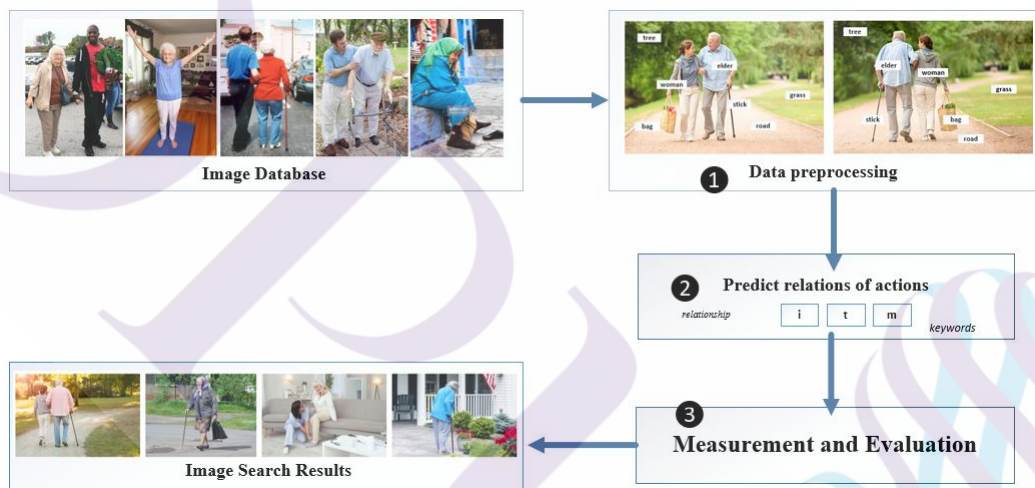 Image Database
tree
elder
woman
stick
grass
bag
road
tree
elder
woman
grass
stick
bag
road
1 Data preprocessing
2 Predict relations of actions
relationship i t m keywords
3
Measurement and Evaluation
Image Search Results